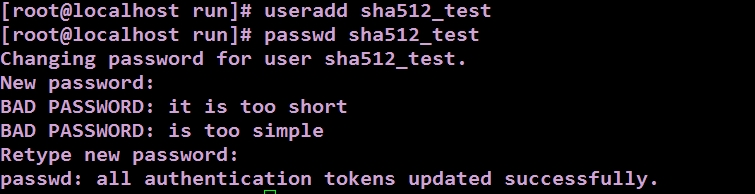 [root@localhost run]# useradd sha512_test
[root@localhost run]# passwd sha512_test
Changing password for user sha512_test.
New password:
BAD PASSWORD: it is too short
BAD PASSWORD: is too simple
Retype new password:
passwd: all authentication tokens updated successfully.